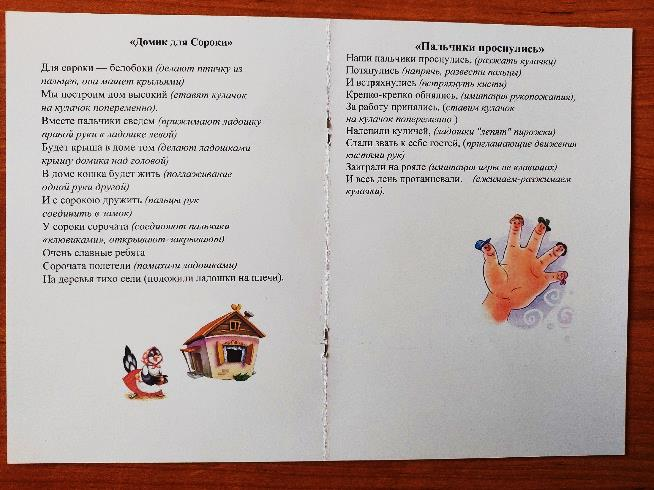 «Домик для Сороки»
Для сороки — белобоки (делают птичку из
пальцев, она машет крыльями)
Мы построим дом высокий (ставят кулачок
на кулачок попеременно).
Вместе пальчики сведем (прижимают ладошку
правой руки к ладошке левой)
Будет крыша в доме том (делают ладошками
крышу домика над головой)
В доме кошка будет жить (поглаживание
одной руки другой)
И с сорокою дружить (пальцы рук
соединить в замок)
У сороки сорочата (соединяют пальчики
«клювиками», открывают-закрывают)
Очень славные ребята
Сорочата полетели (помахали ладошками)
На деревья тихо сели (положили ладошки на плечи).
«Пальчики проснулись»
Наши пальчики проснулись, (разжать кулачки)
Потянулись (напрячь, развести пальцы)
И встряхнулись (встряхнуть кисти)
Крепко-крепко обнялись, (имитация рукопожатия),
За работу принялись. (ставим кулачок
на кулачок попеременно )
Налепили куличей, (ладошки "лепят" пирожки)
Стали звать к себе гостей, (приглашающие движения
кистями рук)
Заиграли на рояле (имитация игры на клавишах)
И весь день протанцевали. (сжимаем-разжимаем
кулачки).